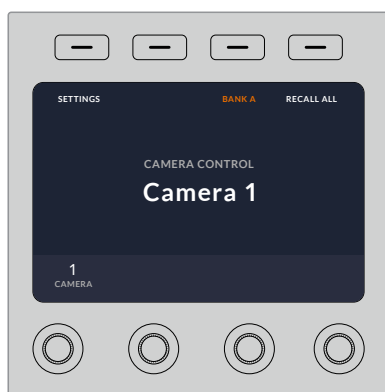 SETTINGS BANK A RECALL ALL
CAMERA CONTROL
Camera 1
1
CAMERA